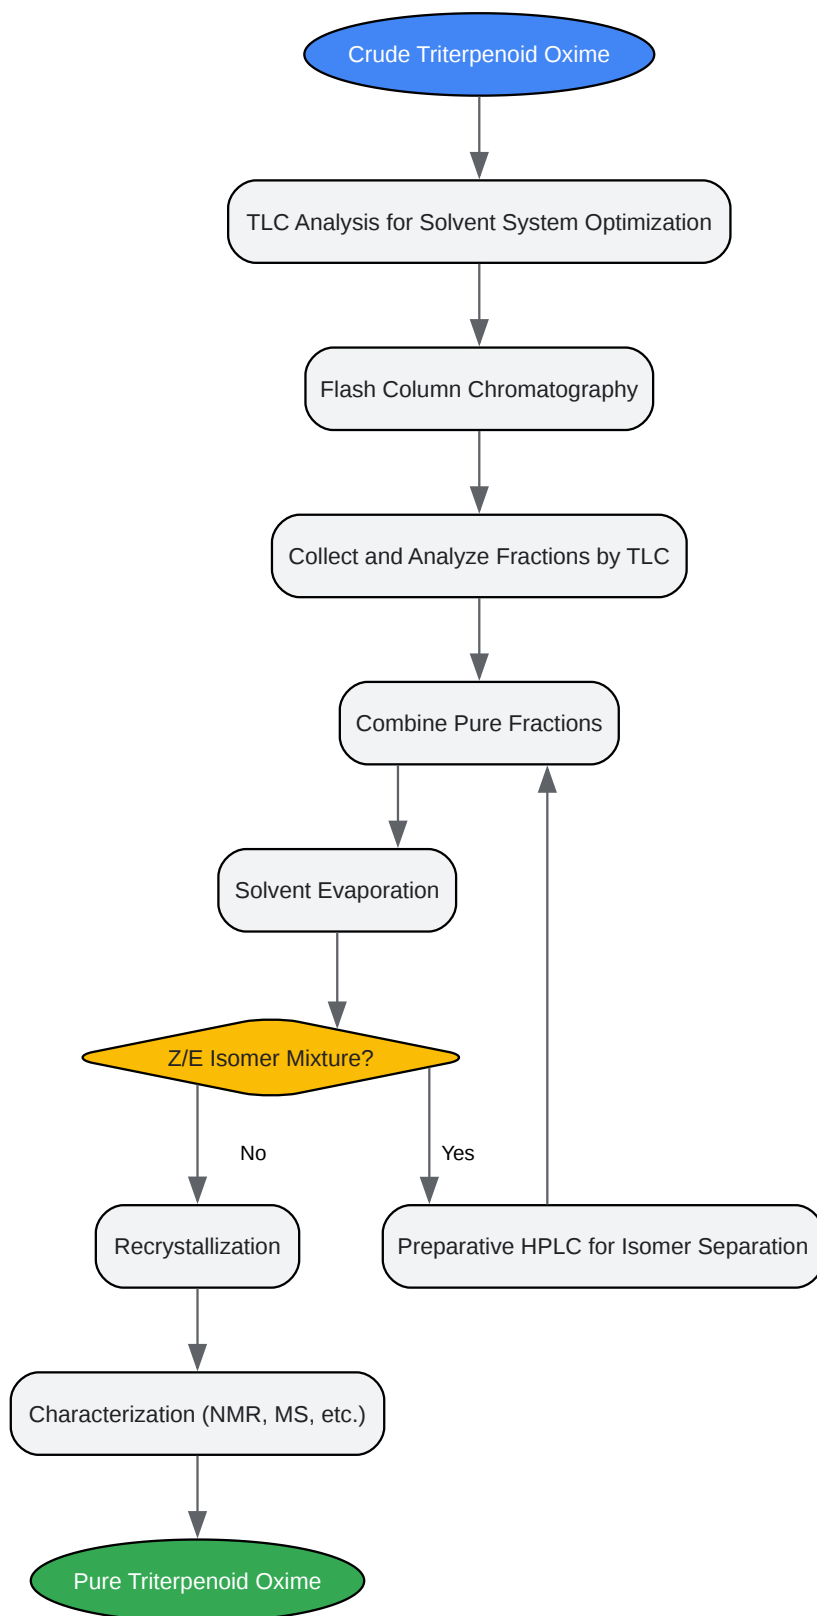 Crude Triterpenoid Oxime
TLC Analysis for Solvent System Optimization
Flash Column Chromatography
Collect and Analyze Fractions by TLC
Combine Pure Fractions
Solvent Evaporation
Z/E Isomer Mixture?
No
Yes
Recrystallization
Preparative HPLC for Isomer Separation
Characterization (NMR, MS, etc.)
Pure Triterpenoid Oxime